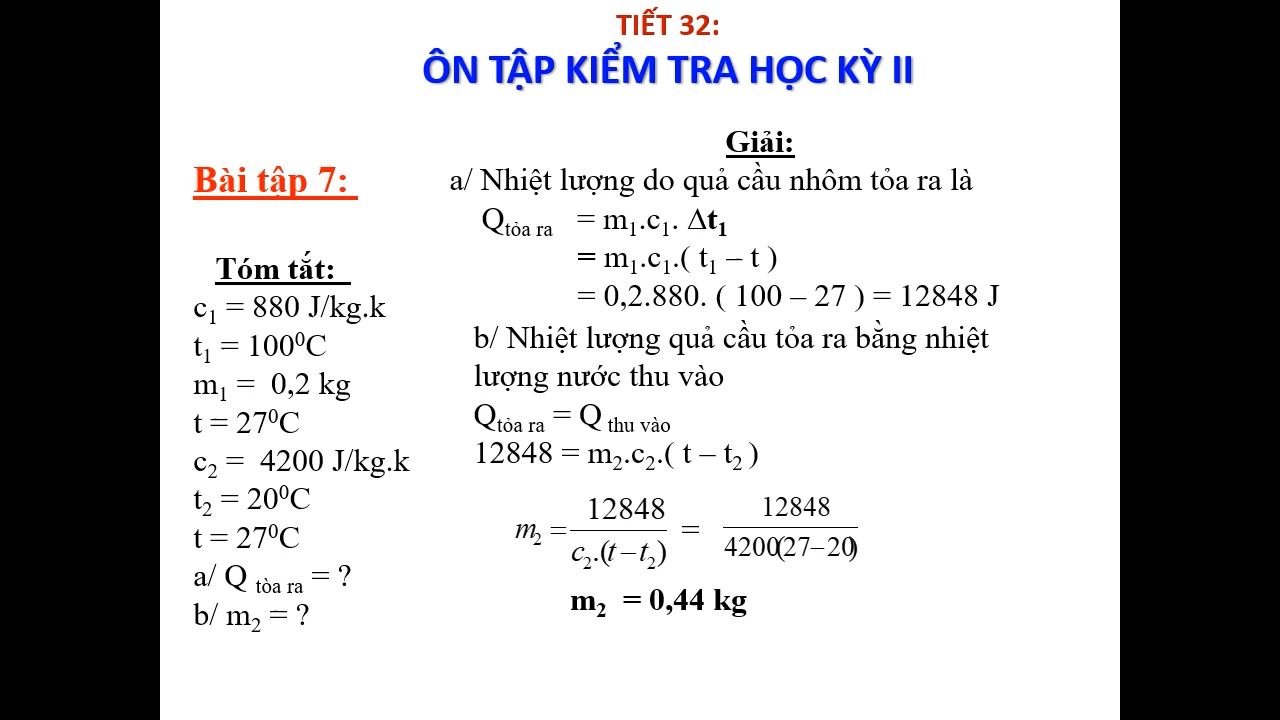 TIẾT 32:
ÔN TẬP KIỂM TRA HỌC KỲ II
Bài tập 7:
Tóm tắt:
c₁ = 880 J/kg.k
t₁ = 100⁰C
m₁ = 0,2 kg
t = 27⁰C
c₂ = 4200 J/kg.k
t₂ = 20⁰C
t = 27⁰C
a/ Q tòa ra = ?
b/ m₂ = ?
Giải:
a/ Nhiệt lượng do quả cầu nhôm tỏa ra là
Qtỏa ra = m₁.c₁. Δt₁
= m₁.c₁.( t₁ – t )
= 0,2.880. ( 100 – 27 ) = 12848 J
b/ Nhiệt lượng quả cầu tỏa ra bằng nhiệt
lượng nước thu vào
Qtỏa ra = Q thu vào
12848 = m₂.c₂.( t – t₂ )
m₂ = 12848 / c₂.(t – t₂) = 12848 / 4200(27–20)
m₂ = 0,44 kg